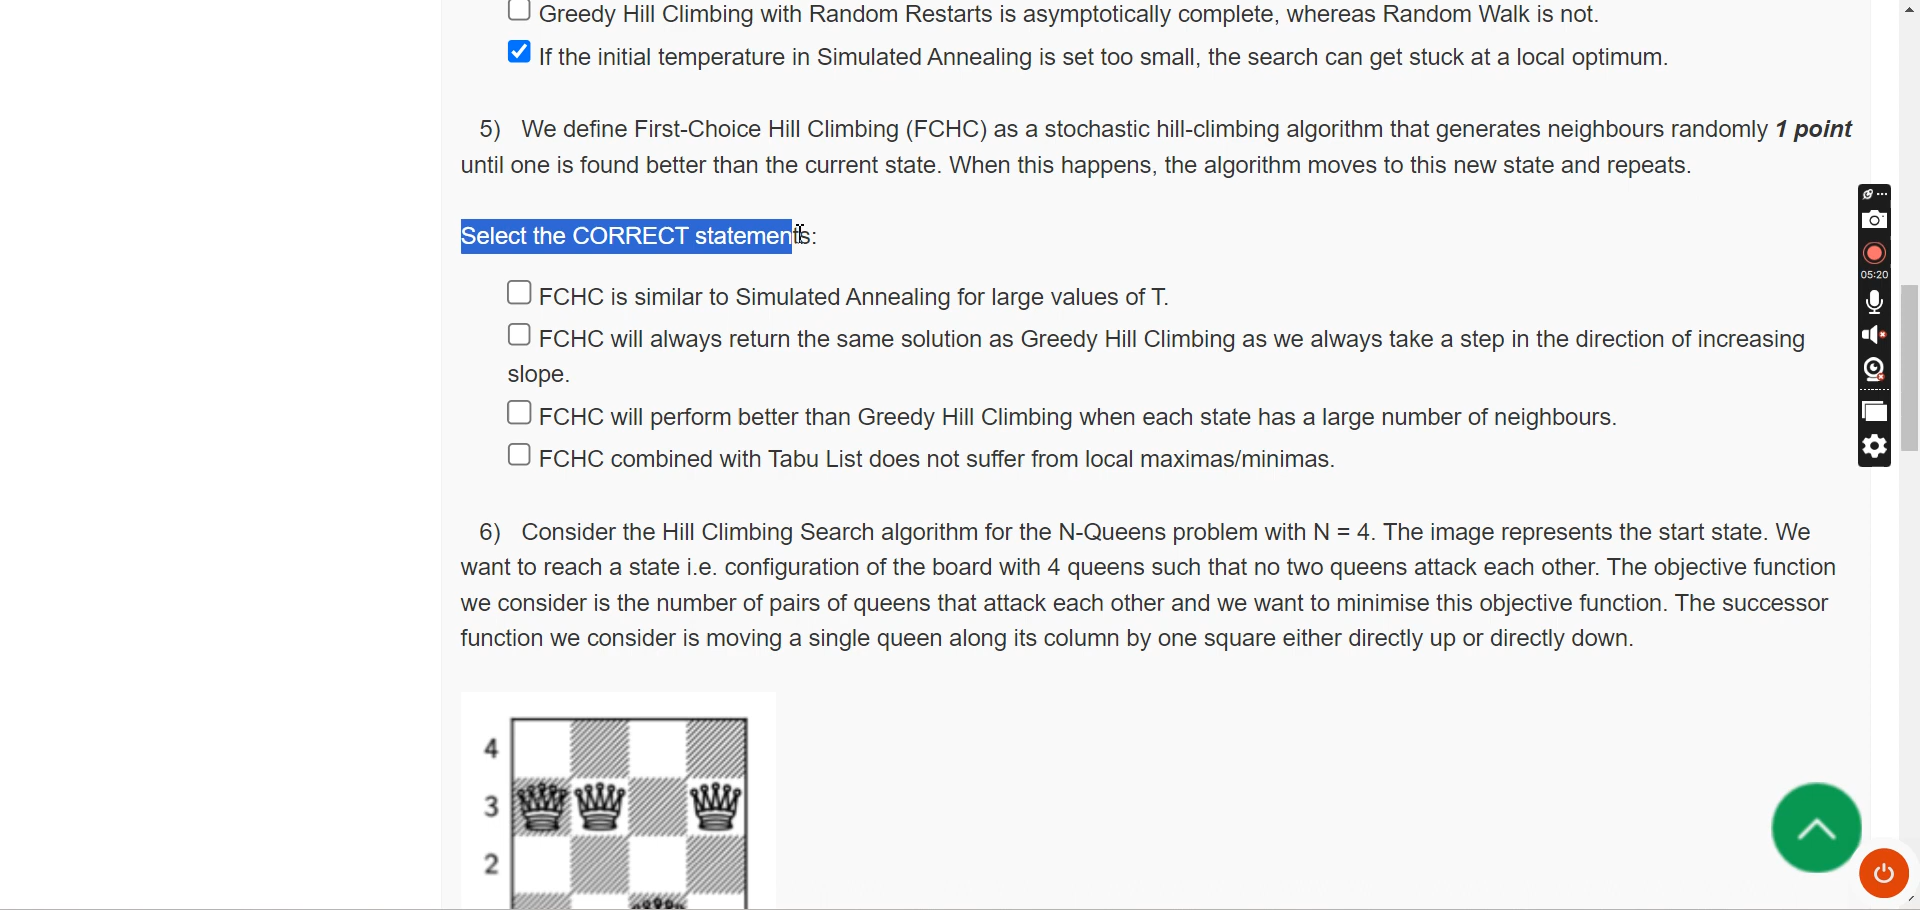 Greedy Hill Climbing with Random Restarts is asymptotically complete, whereas Random Walk is not.
If the initial temperature in Simulated Annealing is set too small, the search can get stuck at a local optimum.
5) We define First-Choice Hill Climbing (FCHC) as a stochastic hill-climbing algorithm that generates neighbours randomly 1 point
until one is found better than the current state. When this happens, the algorithm moves to this new state and repeats.
05:20
Select the CORRECT statements:
FCHC is similar to Simulated Annealing for large values of T.
FCHC will always return the same solution as Greedy Hill Climbing as we always take a step in the direction of increasing
slope.
FCHC will perform better than Greedy Hill Climbing when each state has a large number of neighbours.
FCHC combined with Tabu List does not suffer from local maximas/minimas.
6) Consider the Hill Climbing Search algorithm for the N-Queens problem with N = 4. The image represents the start state. We
want to reach a state i.e. configuration of the board with 4 queens such that no two queens attack each other. The objective function
we consider is the number of pairs of queens that attack each other and we want to minimise this objective function. The successor
function we consider is moving a single queen along its column by one square either directly up or directly down.
4
3
2